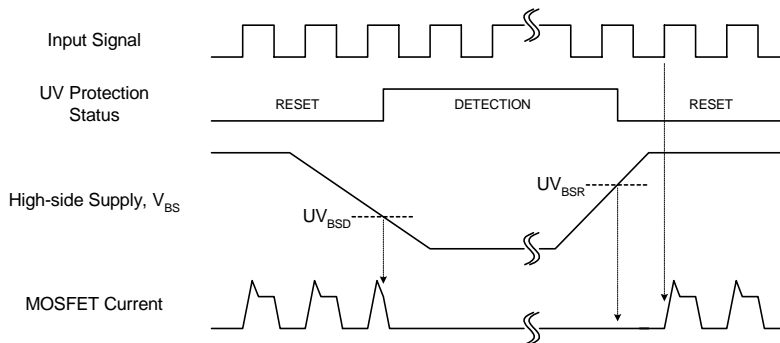 Input Signal
UV Protection
Status
RESET
DETECTION
RESET
High-side Supply, V_BS
UV_BSD
UV_BSR
MOSFET Current